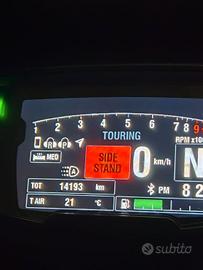 1 2 3 4 5 6 7 8 9
RPM x10
TOURING
R P
MED
SIDE
STAND
0 km/h
N
A
TOT 14193 km
PM 8 2
T AIR 21 °C
subito